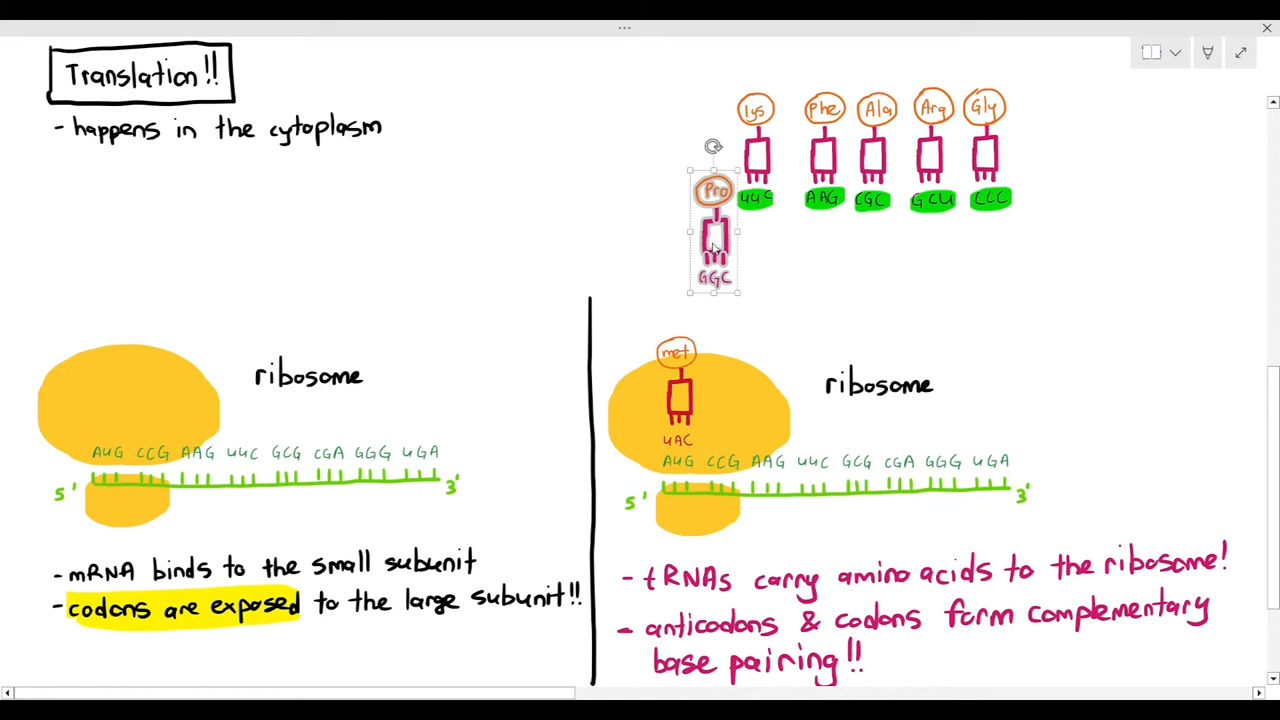 Translation!!
- happens in the cytoplasm
lys Phe Ala Arg Gly
UUC AAG CGC GCU CCC
Pro
GGC
ribosome
AUG CCG AAG UUC GCG CGA GGG UGA
5' 3'
- mRNA binds to the small subunit
- codons are exposed to the large subunit!!
met
ribosome
UAC
AUG CCG AAG UUC GCG CGA GGG UGA
5' 3'
- tRNAs carry amino acids to the ribosome!
- anticodons & codons form complementary
base pairing!!